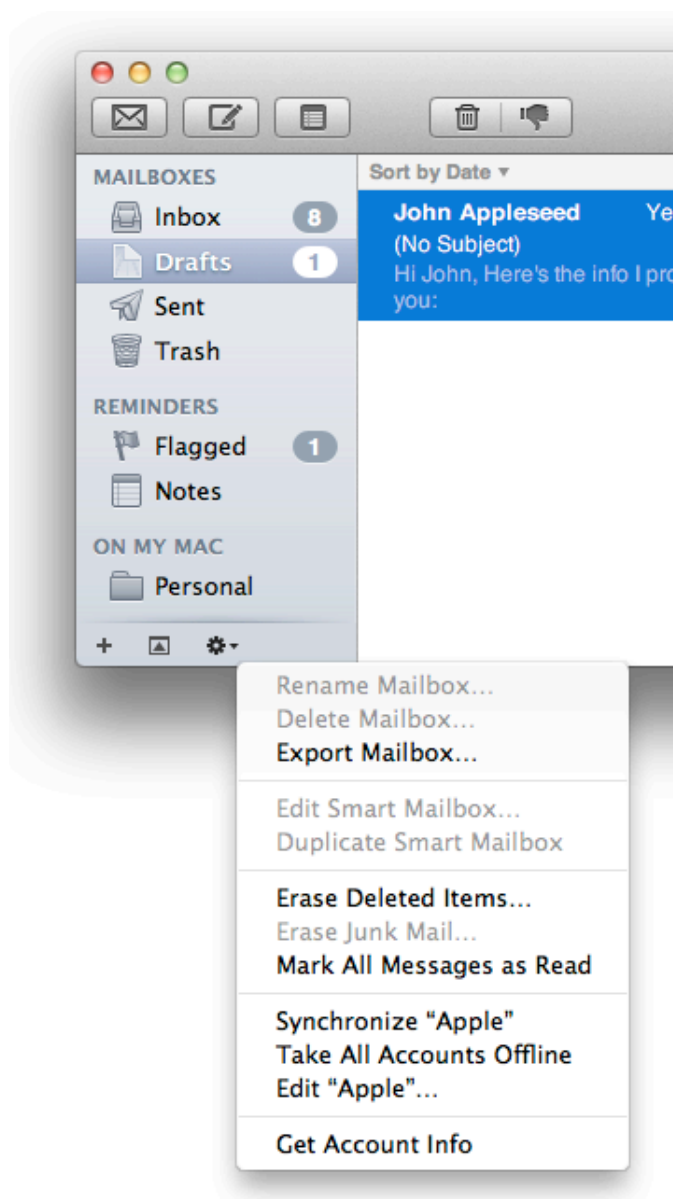 MAILBOXES
Inbox 8
Drafts 1
Sent
Trash
REMINDERS
Flagged 1
Notes
ON MY MAC
Personal
Sort by Date
John Appleseed Ye
(No Subject)
Hi John, Here's the info I pro
you:
Rename Mailbox...
Delete Mailbox...
Export Mailbox...
Edit Smart Mailbox...
Duplicate Smart Mailbox
Erase Deleted Items...
Erase Junk Mail...
Mark All Messages as Read
Synchronize “Apple”
Take All Accounts Offline
Edit “Apple”...
Get Account Info